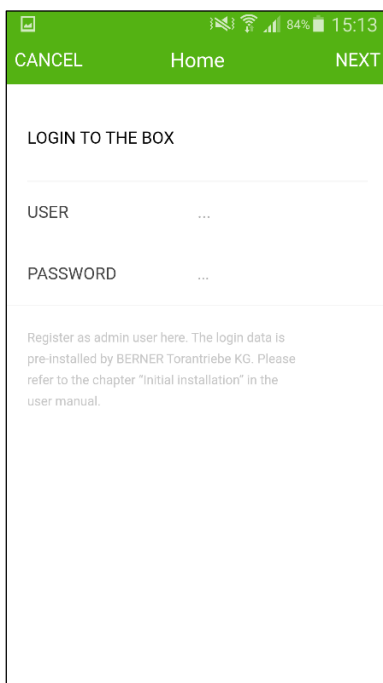 84% 15:13
CANCEL Home NEXT
LOGIN TO THE BOX
USER ...
PASSWORD ...
Register as admin user here. The login data is
pre-installed by BERNER Torantriebe KG. Please
refer to the chapter "Initial installation" in the
user manual.